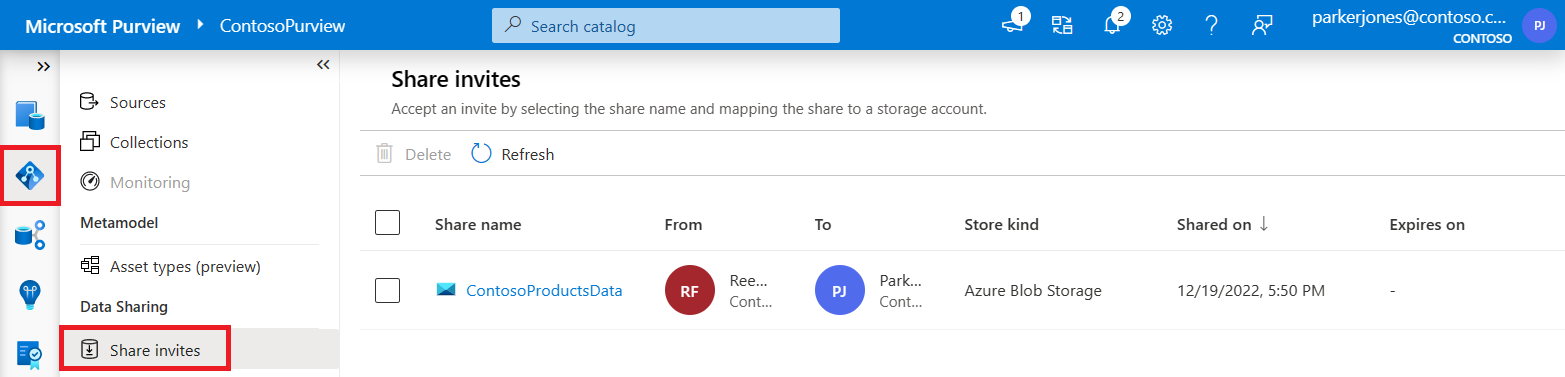 Microsoft Purview ContosoPurview Search catalog 1 2 parkerjones@contoso.c... PJ
CONTOSO
Sources
Collections
Monitoring
Metamodel
Asset types (preview)
Data Sharing
Share invites
Share invites
Accept an invite by selecting the share name and mapping the share to a storage account.
Delete Refresh
Share name From To Store kind Shared on ↓ Expires on
ContosoProductsData RF Ree... PJ Park... Azure Blob Storage 12/19/2022, 5:50 PM -
Cont... Cont...